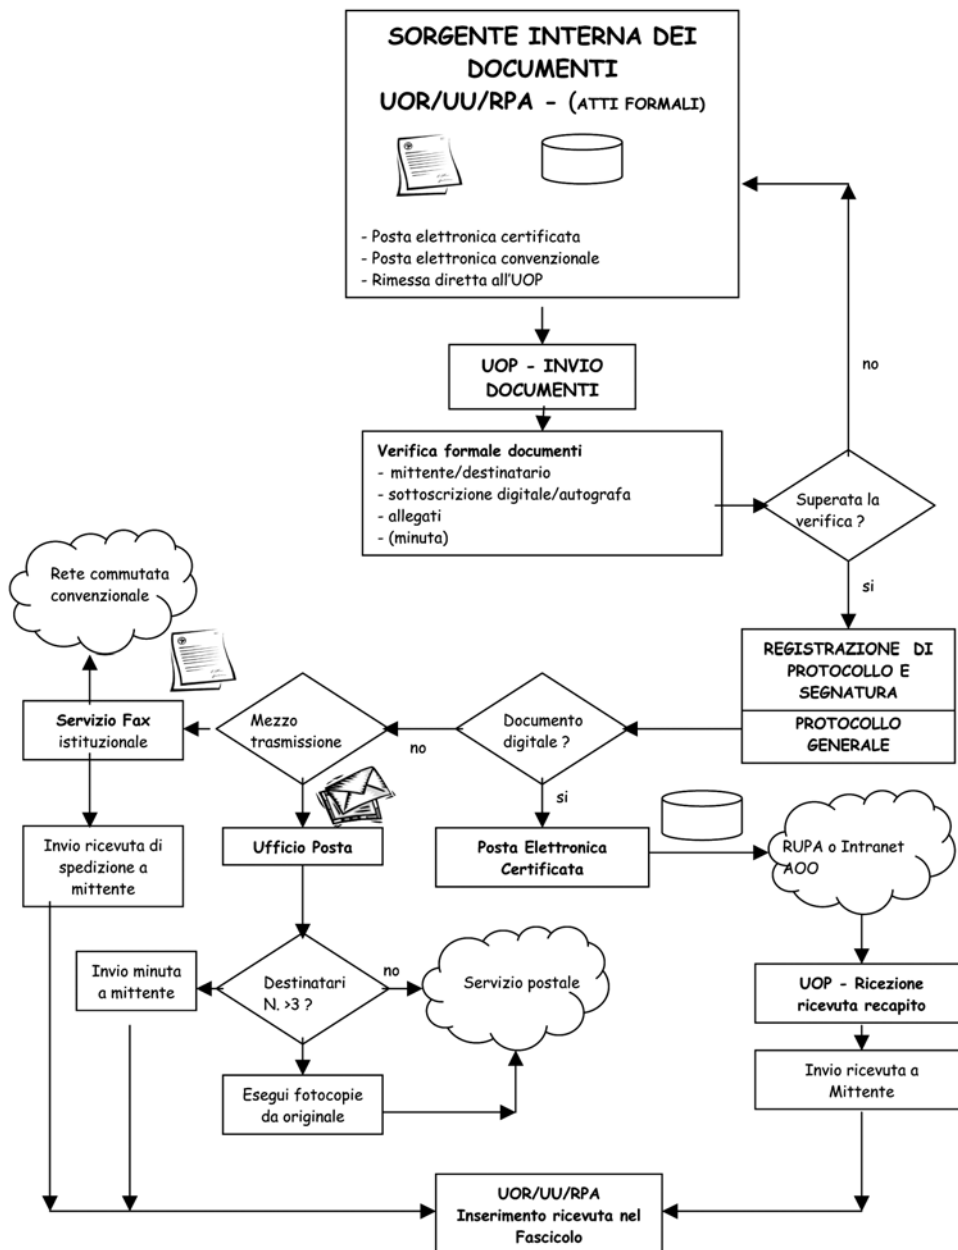 SORGENTE INTERNA DEI
DOCUMENTI
UOR/UU/RPA - (ATTI FORMALI)
- Posta elettronica certificata
- Posta elettronica convenzionale
- Rimessa diretta all'UOP
UOP - INVIO
DOCUMENTI
no
Verifica formale documenti
- mittente/destinatario
- sottoscrizione digitale/autografa
- allegati
- (minuta)
Superata la
verifica ?
si
Rete commutata
convenzionale
REGISTRAZIONE DI
PROTOCOLLO E
SEGNATURA
PROTOCOLLO
GENERALE
Documento
digitale ?
no
Mezzo
trasmissione
Servizio Fax
istituzionale
si
Invio ricevuta di
spedizione a
mittente
Ufficio Posta
Posta Elettronica
Certificata
RUPA o Intranet
AOO
Invio minuta
a mittente
Destinatari
N. >3 ?
no
Servizio postale
UOP - Ricezione
ricevuta recapito
Esegui fotocopie
da originale
Invio ricevuta a
Mittente
UOR/UU/RPA
Inserimento ricevuta nel
Fascicolo